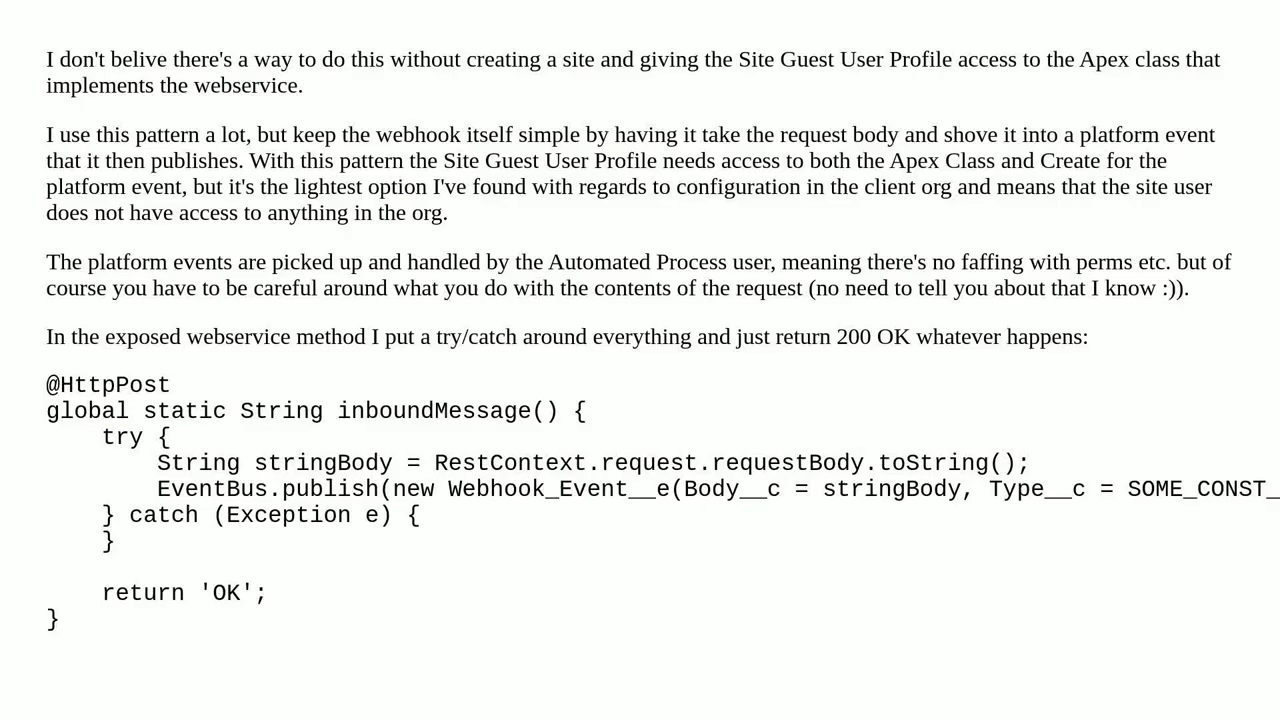 I don't belive there's a way to do this without creating a site and giving the Site Guest User Profile access to the Apex class that
implements the webservice.
I use this pattern a lot, but keep the webhook itself simple by having it take the request body and shove it into a platform event
that it then publishes. With this pattern the Site Guest User Profile needs access to both the Apex Class and Create for the
platform event, but it's the lightest option I've found with regards to configuration in the client org and means that the site user
does not have access to anything in the org.
The platform events are picked up and handled by the Automated Process user, meaning there's no faffing with perms etc. but of
course you have to be careful around what you do with the contents of the request (no need to tell you about that I know :)).
In the exposed webservice method I put a try/catch around everything and just return 200 OK whatever happens:
@HttpPost
global static String inboundMessage() {
    try {
        String stringBody = RestContext.request.requestBody.toString();
        EventBus.publish(new Webhook_Event__e(Body__c = stringBody, Type__c = SOME_CONST_
    } catch (Exception e) {
    }
    return 'OK';
}